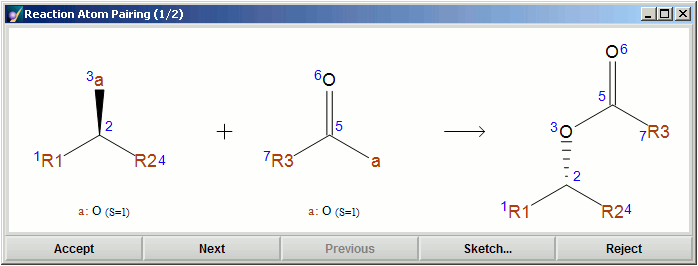 Reaction Atom Pairing (1/2)
3a
2
1R1
R24
a: O (S=1)
+
6O
5
7R3
a
a: O (S=1)
O6
5
3O
7R3
2
1R1
R24
Accept
Next
Previous
Sketch...
Reject